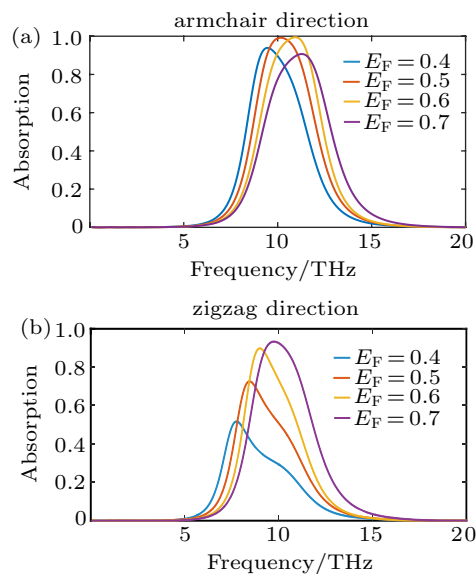 armchair direction
(a)
1.0
0.8
0.6
0.4
0.2
0
Absorption
E_F = 0.4
E_F = 0.5
E_F = 0.6
E_F = 0.7
5 10 15 20
Frequency/THz
zigzag direction
(b)
1.0
0.8
0.6
0.4
0.2
0
Absorption
E_F = 0.4
E_F = 0.5
E_F = 0.6
E_F = 0.7
5 10 15 20
Frequency/THz